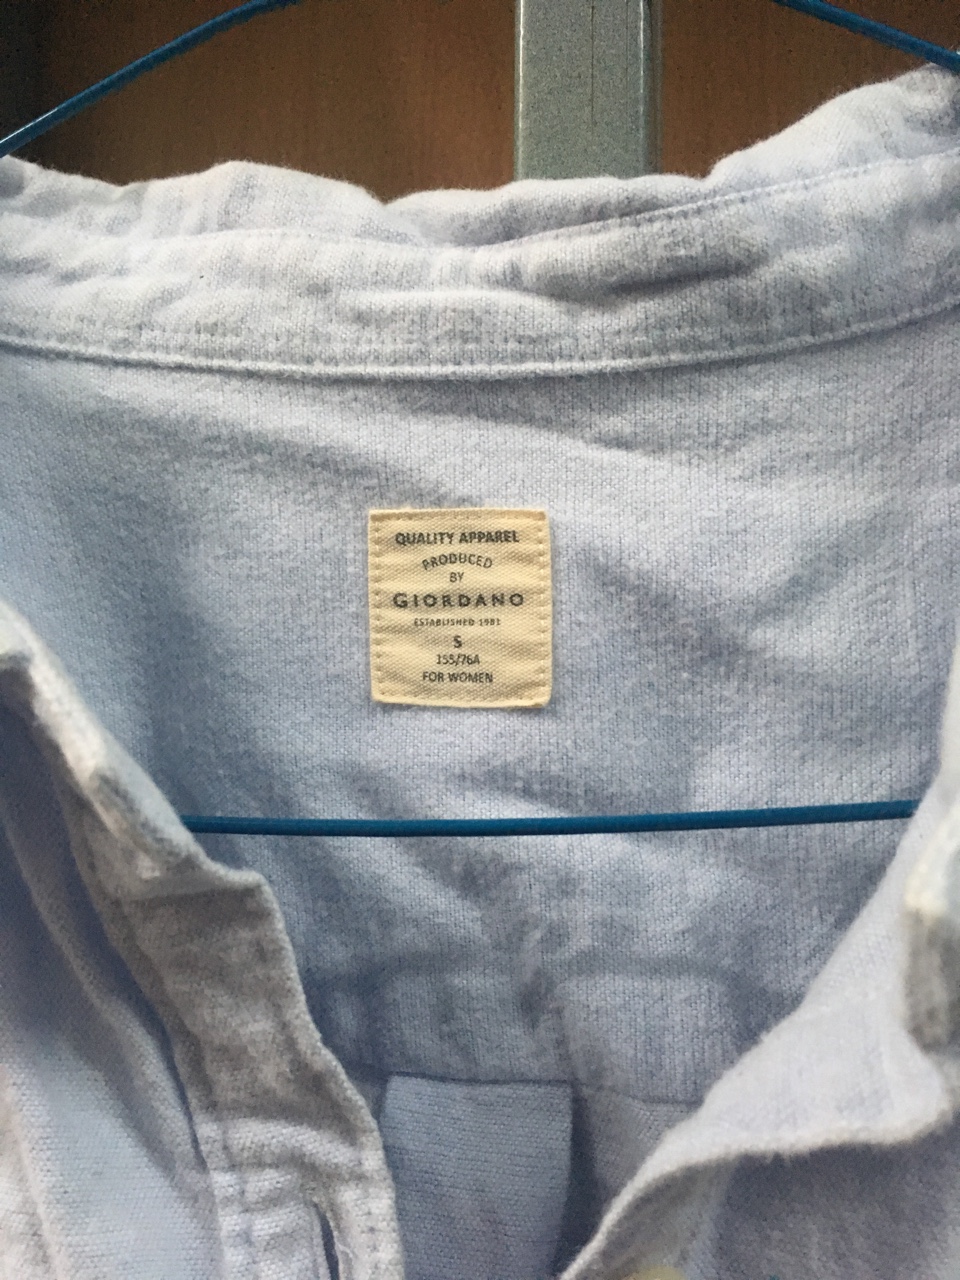 QUALITY APPAREL
PRODUCED
BY
GIORDANO
ESTABLISHED 1981
S
155/76A
FOR WOMEN